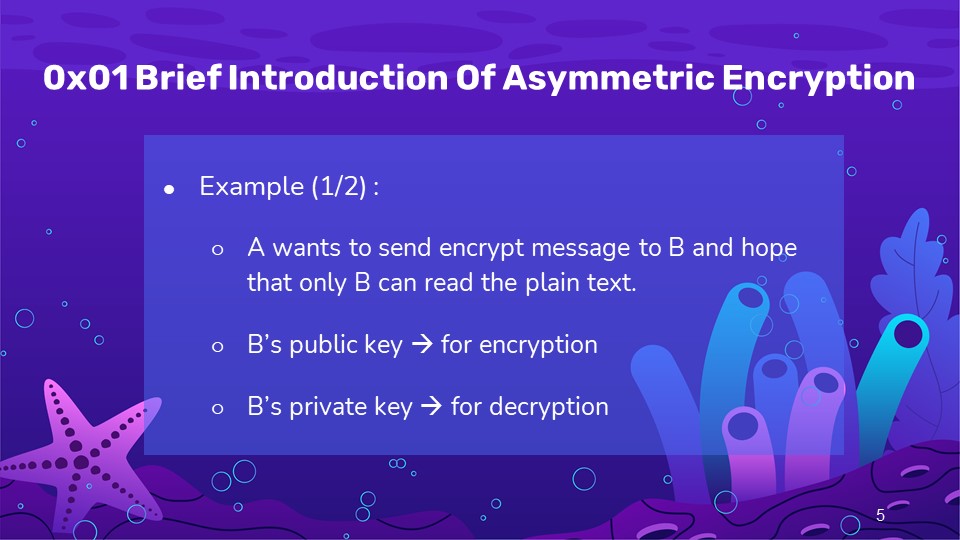 0x01 Brief Introduction Of Asymmetric Encryption
● Example (1/2) :
○ A wants to send encrypt message to B and hope
that only B can read the plain text.
○ B’s public key → for encryption
○ B’s private key → for decryption
5